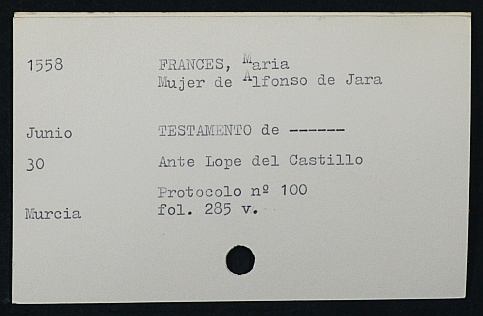 1558 FRANCES, Maria
Mujer de Alfonso de Jara
Junio TESTAMENTO de ------
30 Ante Lope del Castillo
Protocolo nº 100
Murcia fol. 285 v.